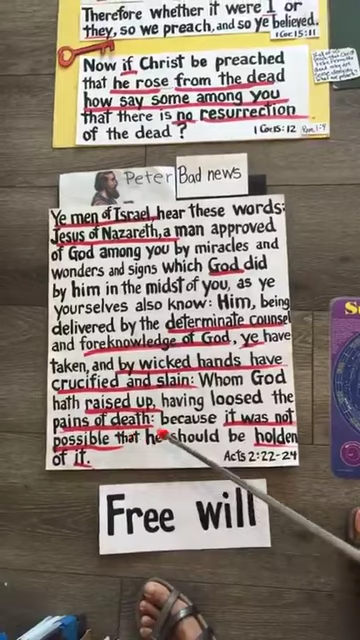 Therefore whether it were I or
they, so we preach, and so ye believed.
1 Cor. 15:11
Now if Christ be preached
that he rose from the dead
how say some among you
that there is no resurrection
of the dead? 1 Cor. 15:12 Rom. 1:4
Peter Bad news
Ye men of Israel, hear these words:
Jesus of Nazareth, a man approved
of God among you by miracles and
wonders and signs which God did
by him in the midst of you, as ye
yourselves also know: Him, being
delivered by the determinate counsel
and foreknowledge of God, ye have
taken, and by wicked hands have
crucified and slain: Whom God
hath raised up, having loosed the
pains of death: because it was not
possible that he should be holden
of it. Acts 2:22-24
Free will